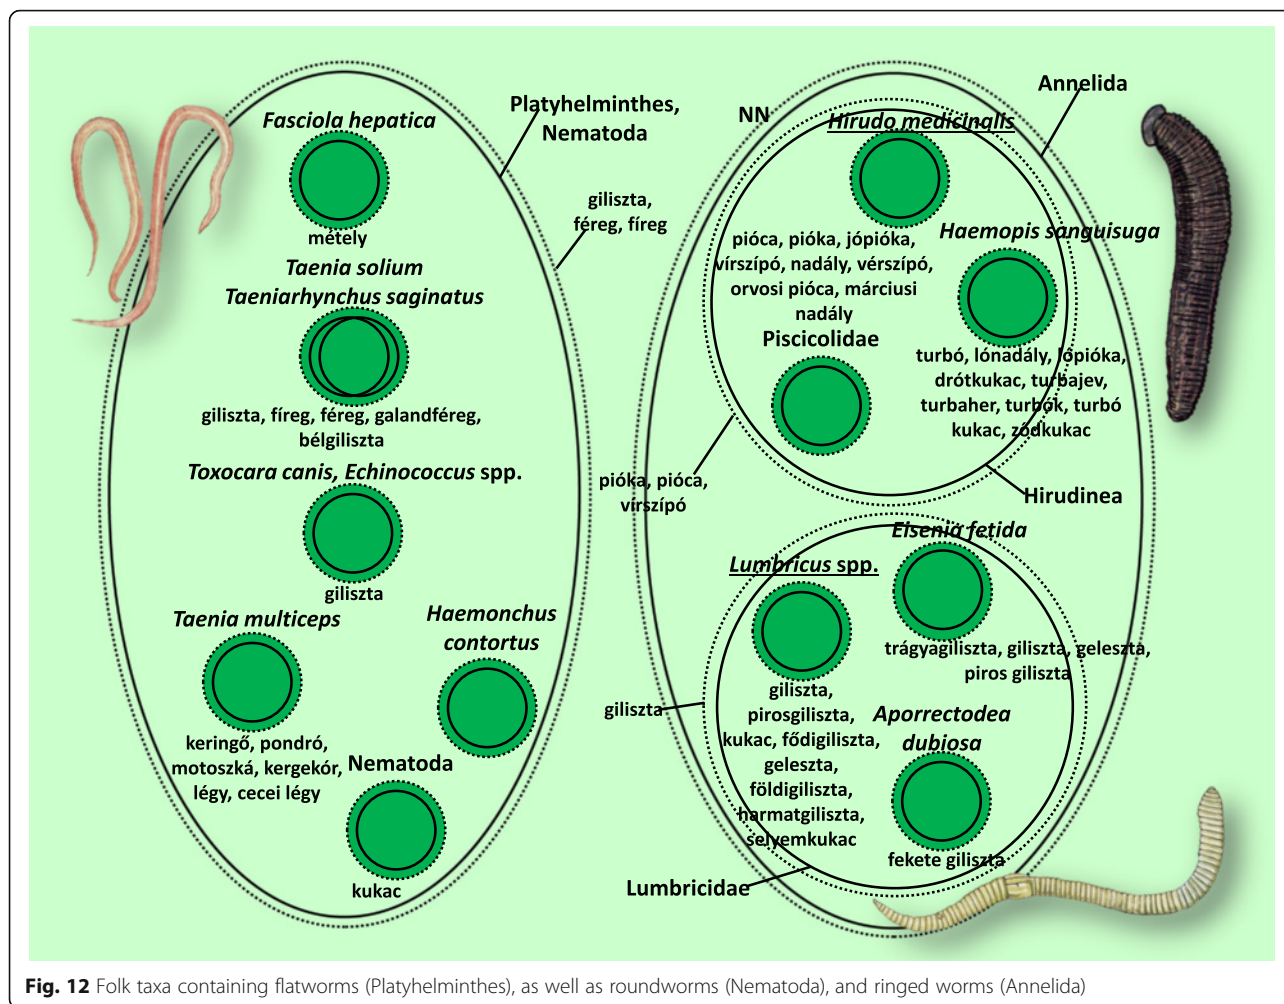 Platyhelminthes,
Nematoda
giliszta,
féreg, fíreg
Fasciola hepatica
métely
Taenia solium
Taeniarhynchus saginatus
giliszta, fíreg, féreg, galandféreg,
bélgiliszta
Toxocara canis, Echinococcus spp.
giliszta
Taenia multiceps
keringő, pondró,
motoszká, kergekór,
légy, cecei légy
Haemonchus
contortus
Nematoda
kukac
Annelida
NN
Hirudo medicinalis
pióca, pióka, jópióka,
vírszípó, nadály, vérszípó,
orvosi pióca, márciusi
nadály
Haemopis sanguisuga
turbó, lónadály, lópióka,
drótkukac, turbajev,
turbaher, turbók, turbó
kukac, ződkukac
Piscicolidae
pióka, pióca,
vírszípó
Hirudinea
Eisenia fetida
trágyagiliszta, giliszta, geleszta,
piros giliszta
Lumbricus spp.
giliszta,
pirosgiliszta,
kukac, fődigiliszta,
geleszta,
földigiliszta,
harmatgiliszta,
selyemkukac
giliszta
Aporrectodea
dubiosa
fekete giliszta
Lumbricidae
Fig. 12 Folk taxa containing flatworms (Platyhelminthes), as well as roundworms (Nematoda), and ringed worms (Annelida)